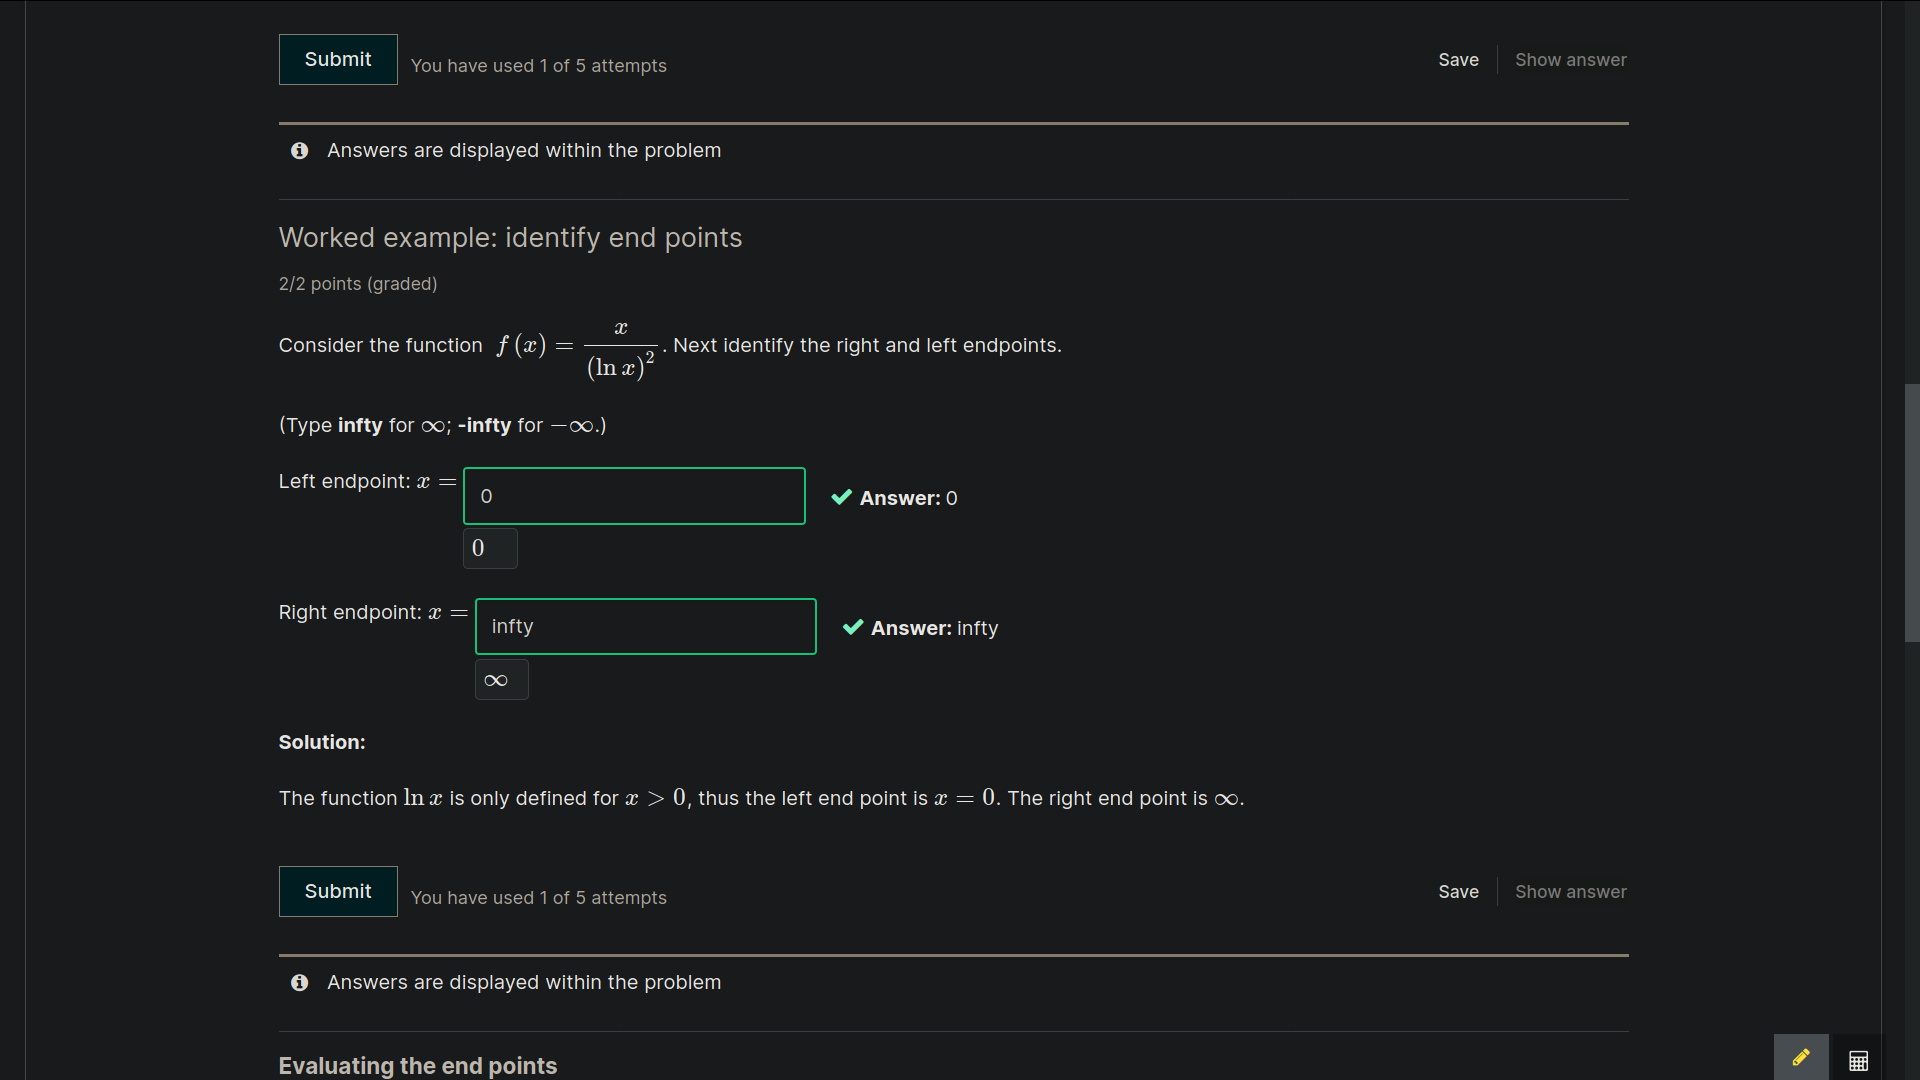 Submit You have used 1 of 5 attempts Save Show answer
Answers are displayed within the problem
Worked example: identify end points
2/2 points (graded)
Consider the function f (x) = x / (ln x)². Next identify the right and left endpoints.
(Type infty for ∞; -infty for −∞.)
Left endpoint: x = 0 Answer: 0
0
Right endpoint: x = infty Answer: infty
∞
Solution:
The function ln x is only defined for x > 0, thus the left end point is x = 0. The right end point is ∞.
Submit You have used 1 of 5 attempts Save Show answer
Answers are displayed within the problem
Evaluating the end points